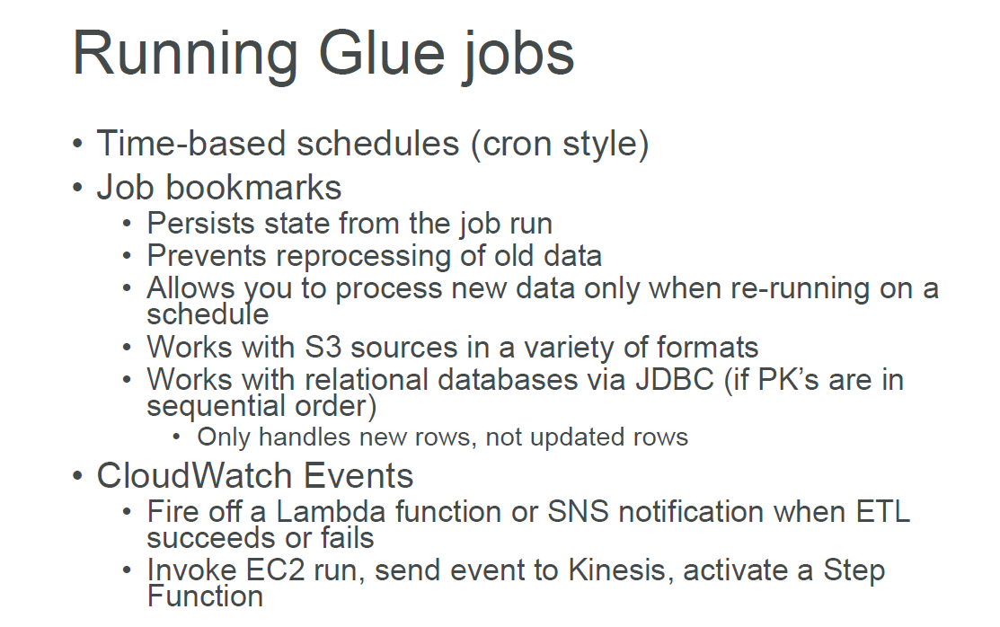 Running Glue jobs
• Time-based schedules (cron style)
• Job bookmarks
• Persists state from the job run
• Prevents reprocessing of old data
• Allows you to process new data only when re-running on a
schedule
• Works with S3 sources in a variety of formats
• Works with relational databases via JDBC (if PK’s are in
sequential order)
• Only handles new rows, not updated rows
• CloudWatch Events
• Fire off a Lambda function or SNS notification when ETL
succeeds or fails
• Invoke EC2 run, send event to Kinesis, activate a Step
Function